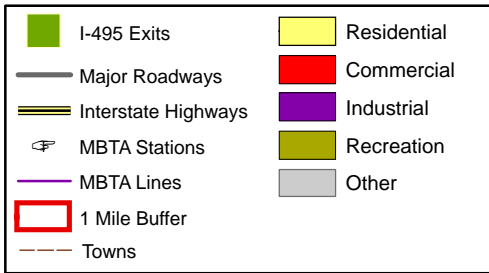 I-495 Exits
Major Roadways
Interstate Highways
MBTA Stations
MBTA Lines
1 Mile Buffer
Towns
Residential
Commercial
Industrial
Recreation
Other